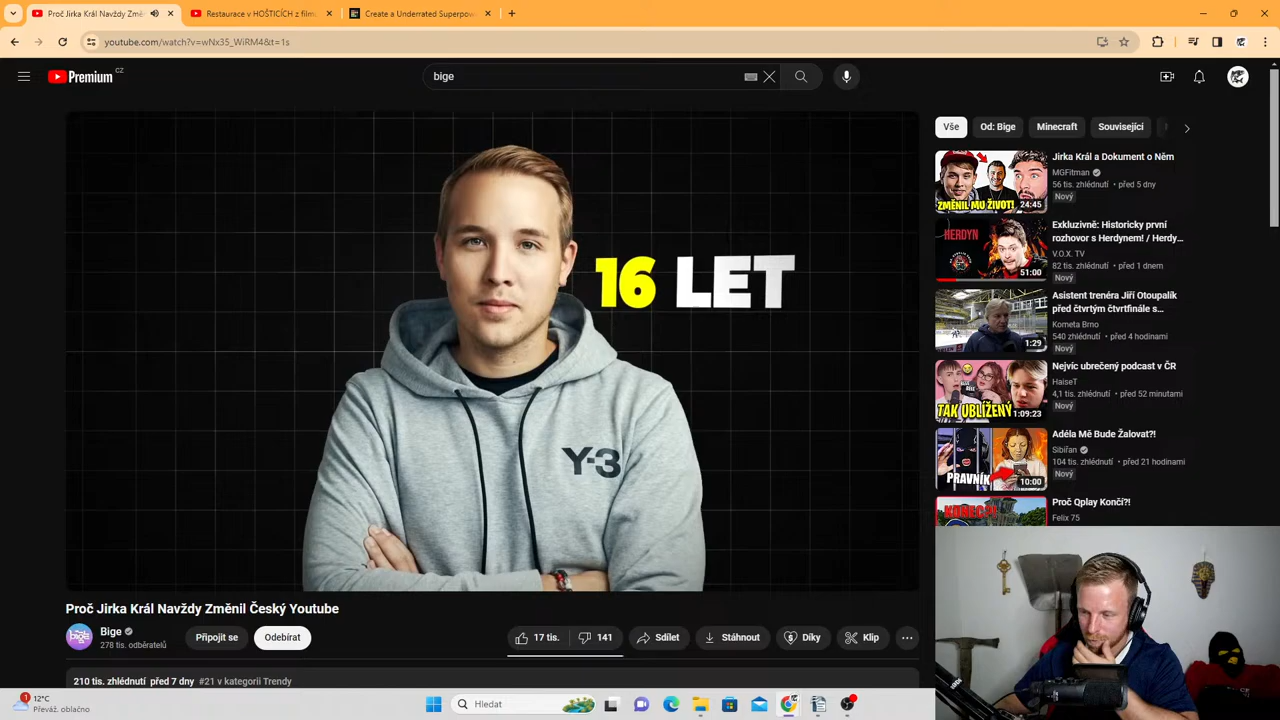 Proč Jirka Král Navždy Změn
Restaurace v HOŠTICÍCH z film
Create a Underrated Superpow
youtube.com/watch?v=wNx35_WiRM4&t=1s
Premium CZ
bige
16 LET
Y-3
Vše
Od: Bige
Minecraft
Související
Jirka Král a Dokument o Něm
MGFitman
56 tis. zhlédnutí • před 5 dny
Nový
ZMĚNIL MU ŽIVOT!
24:45
Exkluzivně: Historicky první
rozhovor s Herdynem! / Herdy...
V.O.X. TV
82 tis. zhlédnutí • před 1 dnem
Nový
HERDYN
51:00
Asistent trenéra Jiří Otoupalík
před čtvrtým čtvrtfinále s...
Kometa Brno
540 zhlédnutí • před 4 hodinami
Nový
1:29
Nejvíc ubrečený podcast v ČR
HaiseT
4,1 tis. zhlédnutí • před 52 minutami
Nový
TAK UBLÍŽENÝ
1:09:23
Adéla Mě Bude Žalovat?!
Sibiřan
104 tis. zhlédnutí • před 21 hodinami
Nový
PRAVNÍK
10:00
Proč Qplay Končí?!
Felix 75
KONEC?!
Proč Jirka Král Navždy Změnil Český Youtube
bige
Bige
278 tis. odběratelů
Připojit se
Odebírat
17 tis.
141
Sdílet
Stáhnout
Díky
Klip
210 tis. zhlédnutí před 7 dny #21 v kategorii Trendy
1
12°C
Převáž. oblačno
Hledat